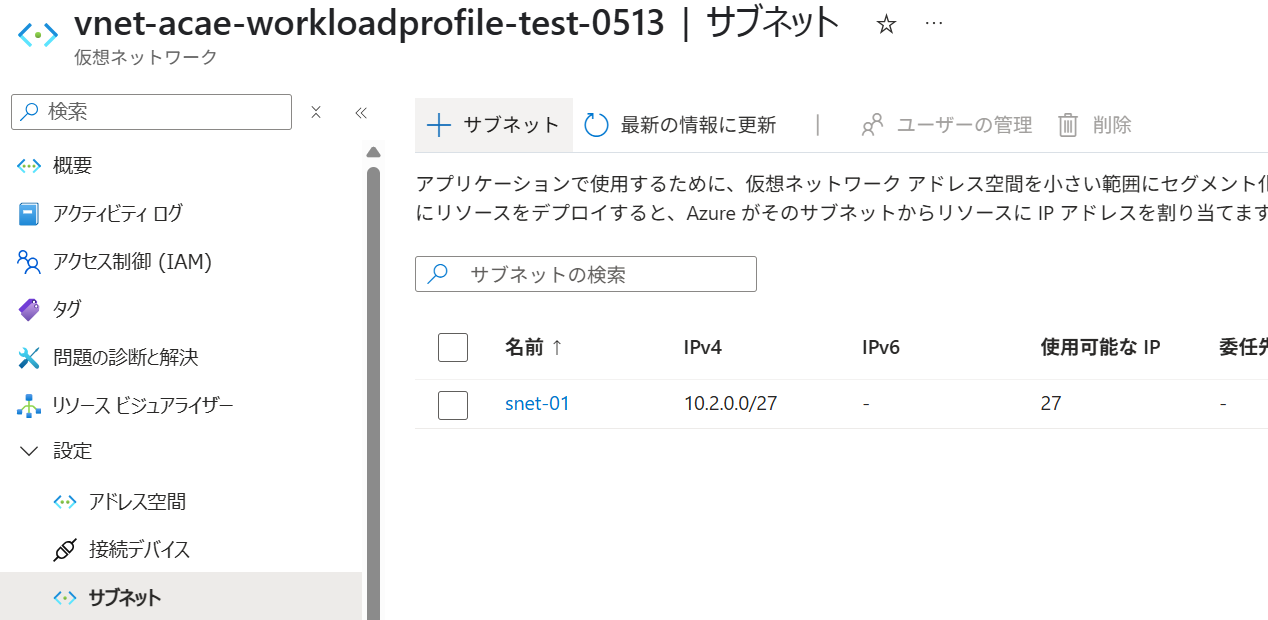 vnet-acae-workloadprofile-test-0513 | サブネット ☆ …
仮想ネットワーク
検索
サブネット 最新の情報に更新 | ユーザーの管理 削除
概要
アクティビティ ログ
アクセス制御 (IAM)
タグ
問題の診断と解決
リソース ビジュアライザー
設定
アドレス空間
接続デバイス
サブネット
アプリケーションで使用するために、仮想ネットワーク アドレス空間を小さい範囲にセグメント化
にリソースをデプロイすると、Azure がそのサブネットからリソースに IP アドレスを割り当てます
サブネットの検索
名前 ↑ IPv4 IPv6 使用可能な IP 委任先
snet-01 10.2.0.0/27 - 27 -